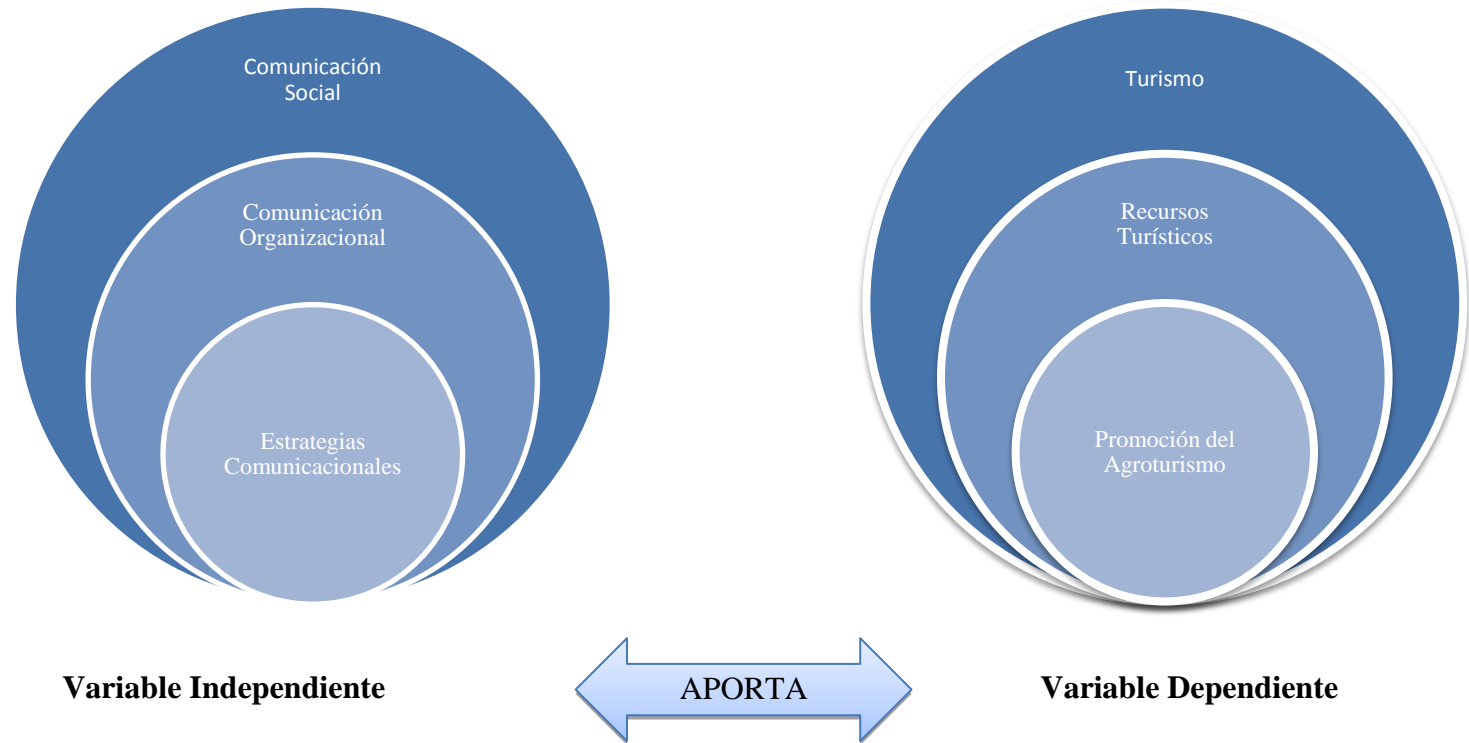 Comunicación
Social
Comunicación
Organizacional
Estrategias
Comunicacionales
Turismo
Recursos
Turísticos
Promoción del
Agroturismo
Variable Independiente
APORTA
Variable Dependiente